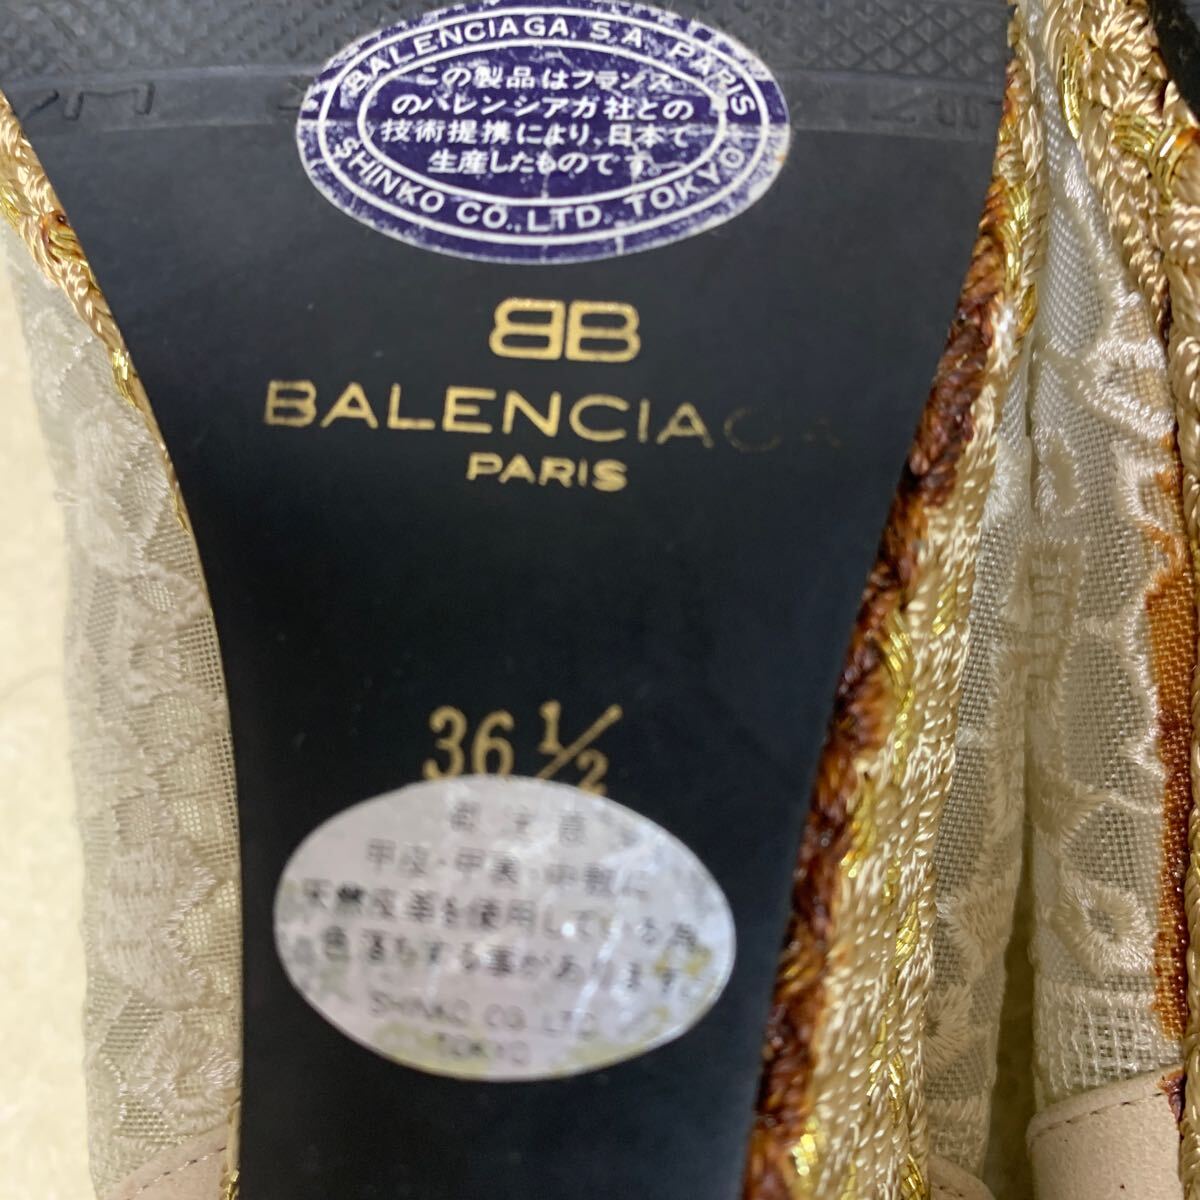 BALENCIAGA, S.A. PARIS
この製品はフランス
のバレンシアガ社との
技術提携により、日本で
生産したものです。
SHINKO CO., LTD. TOKYO
BB
BALENCIAGA
PARIS
36 1/2
御注意
甲皮・甲裏・中敷に
天然皮革を使用している為
色落ちする事があります。
SHINKO CO. LTD
TOKYO